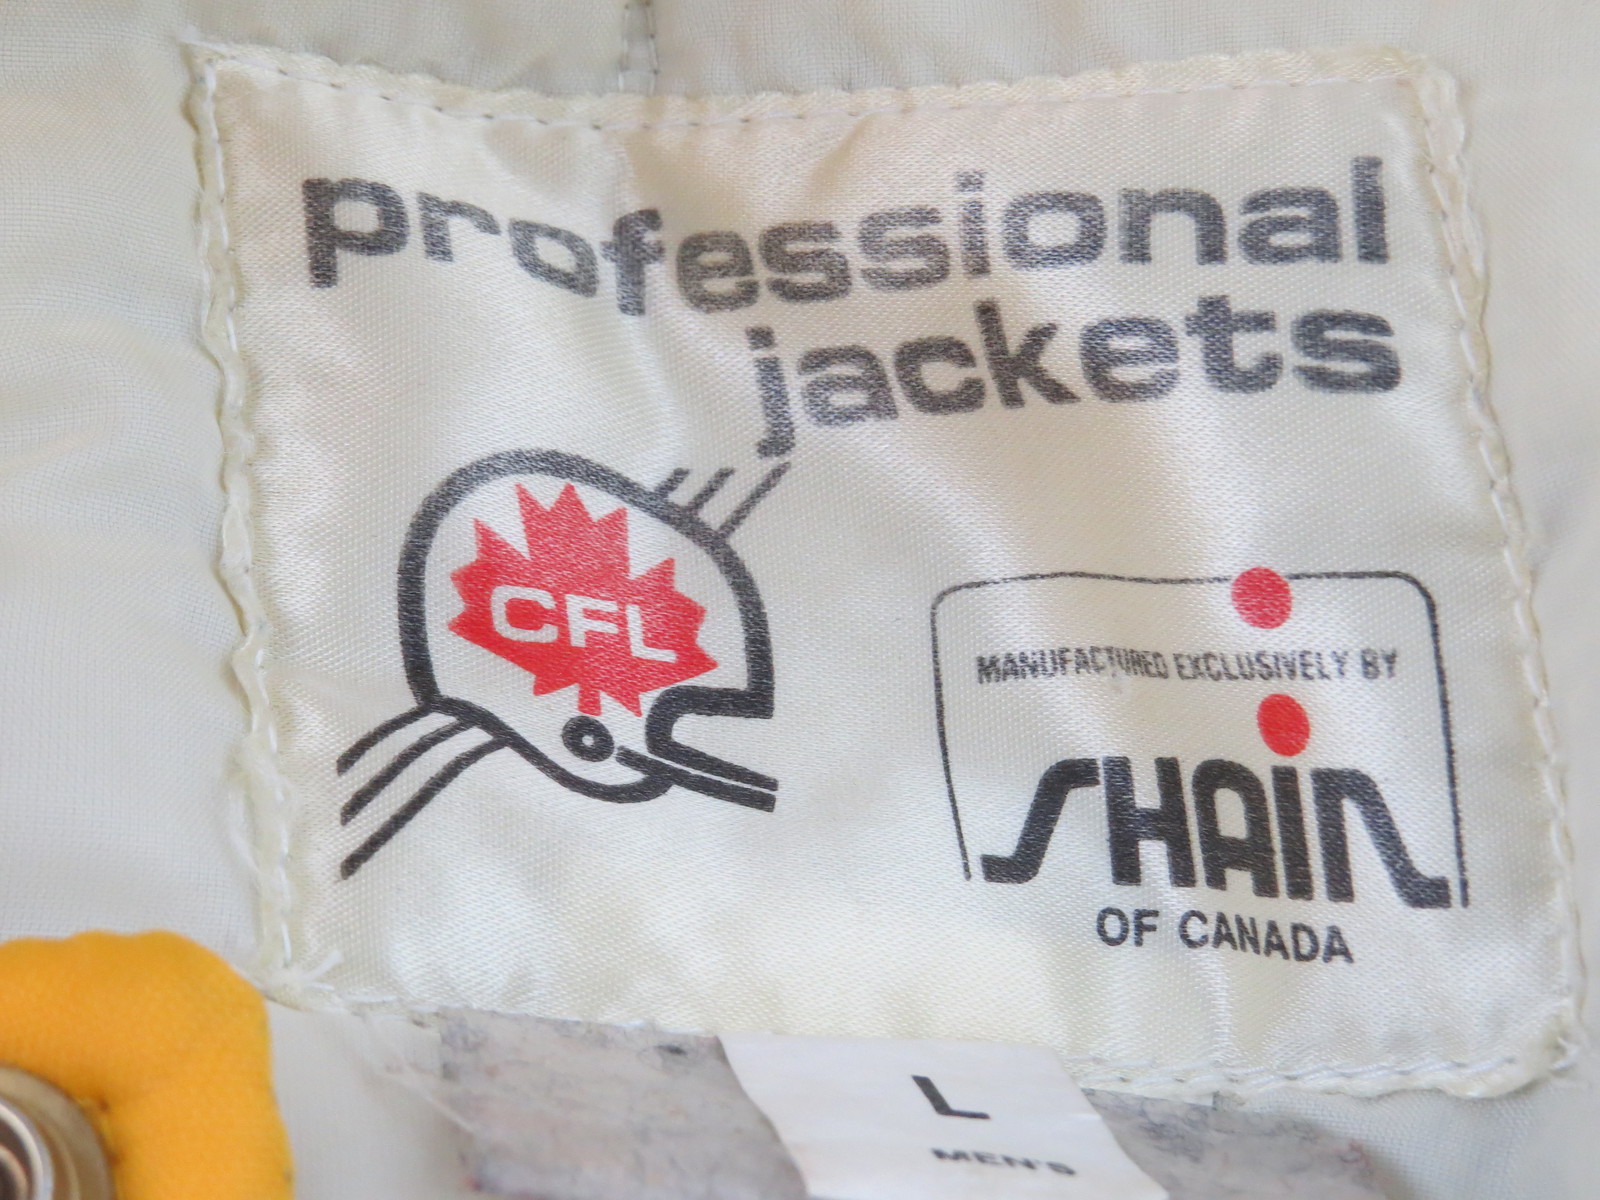 professional
jackets
CFL
MANUFACTURED EXCLUSIVELY BY
SHAIN
OF CANADA
L
MEN'S